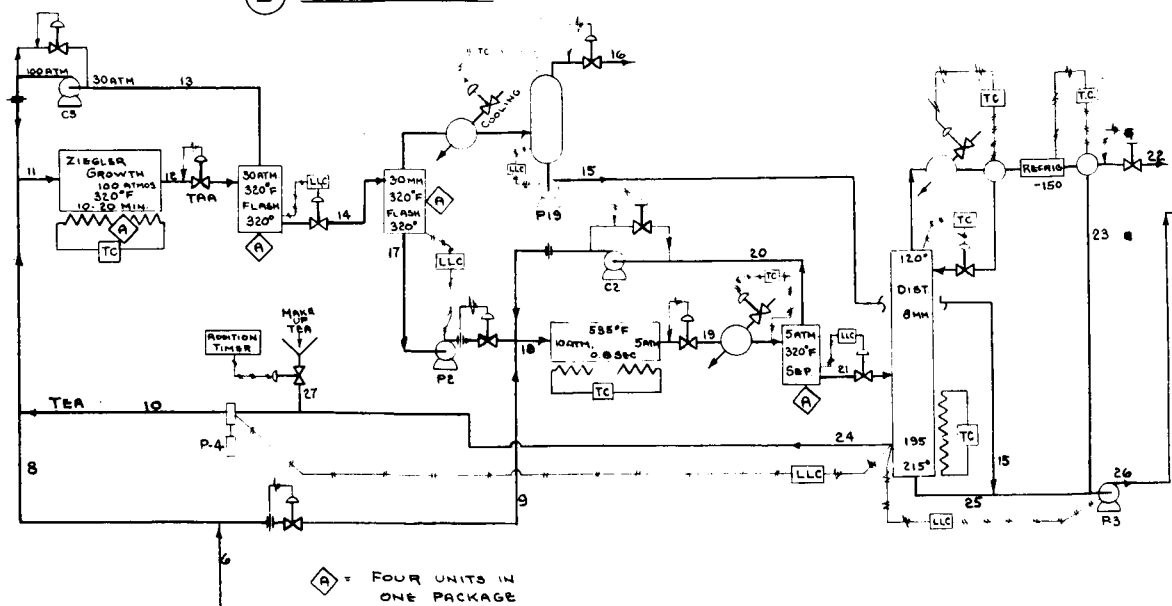 100 ATM
30 ATM
13
C3
11
ZIEGLER
GROWTH
100 ATMOS
320°F
10-20 MIN.
A
TC
12
30 ATM
320°F
FLASH
320°
A
LLC
14
30 MM
320°F
FLASH
320°
A
17
LLC
TC
COOLING
LLC
P19
16
15
C2
20
MAKE
UP
TEA
ADDITION
TIMER
27
P2
18
10 ATM.
5 ATM
0.8 SEC
TC
19
TC
5 ATM
320°F
SEP
A
LLC
21
TEA
10
P-4
24
LLC
8
9
6
120°
DIST
8 MM
195
215°
TC
TC
TC
REFRIG
-150
T.C.
22
23
15
25
LLC
26
P3
A = FOUR UNITS IN
ONE PACKAGE